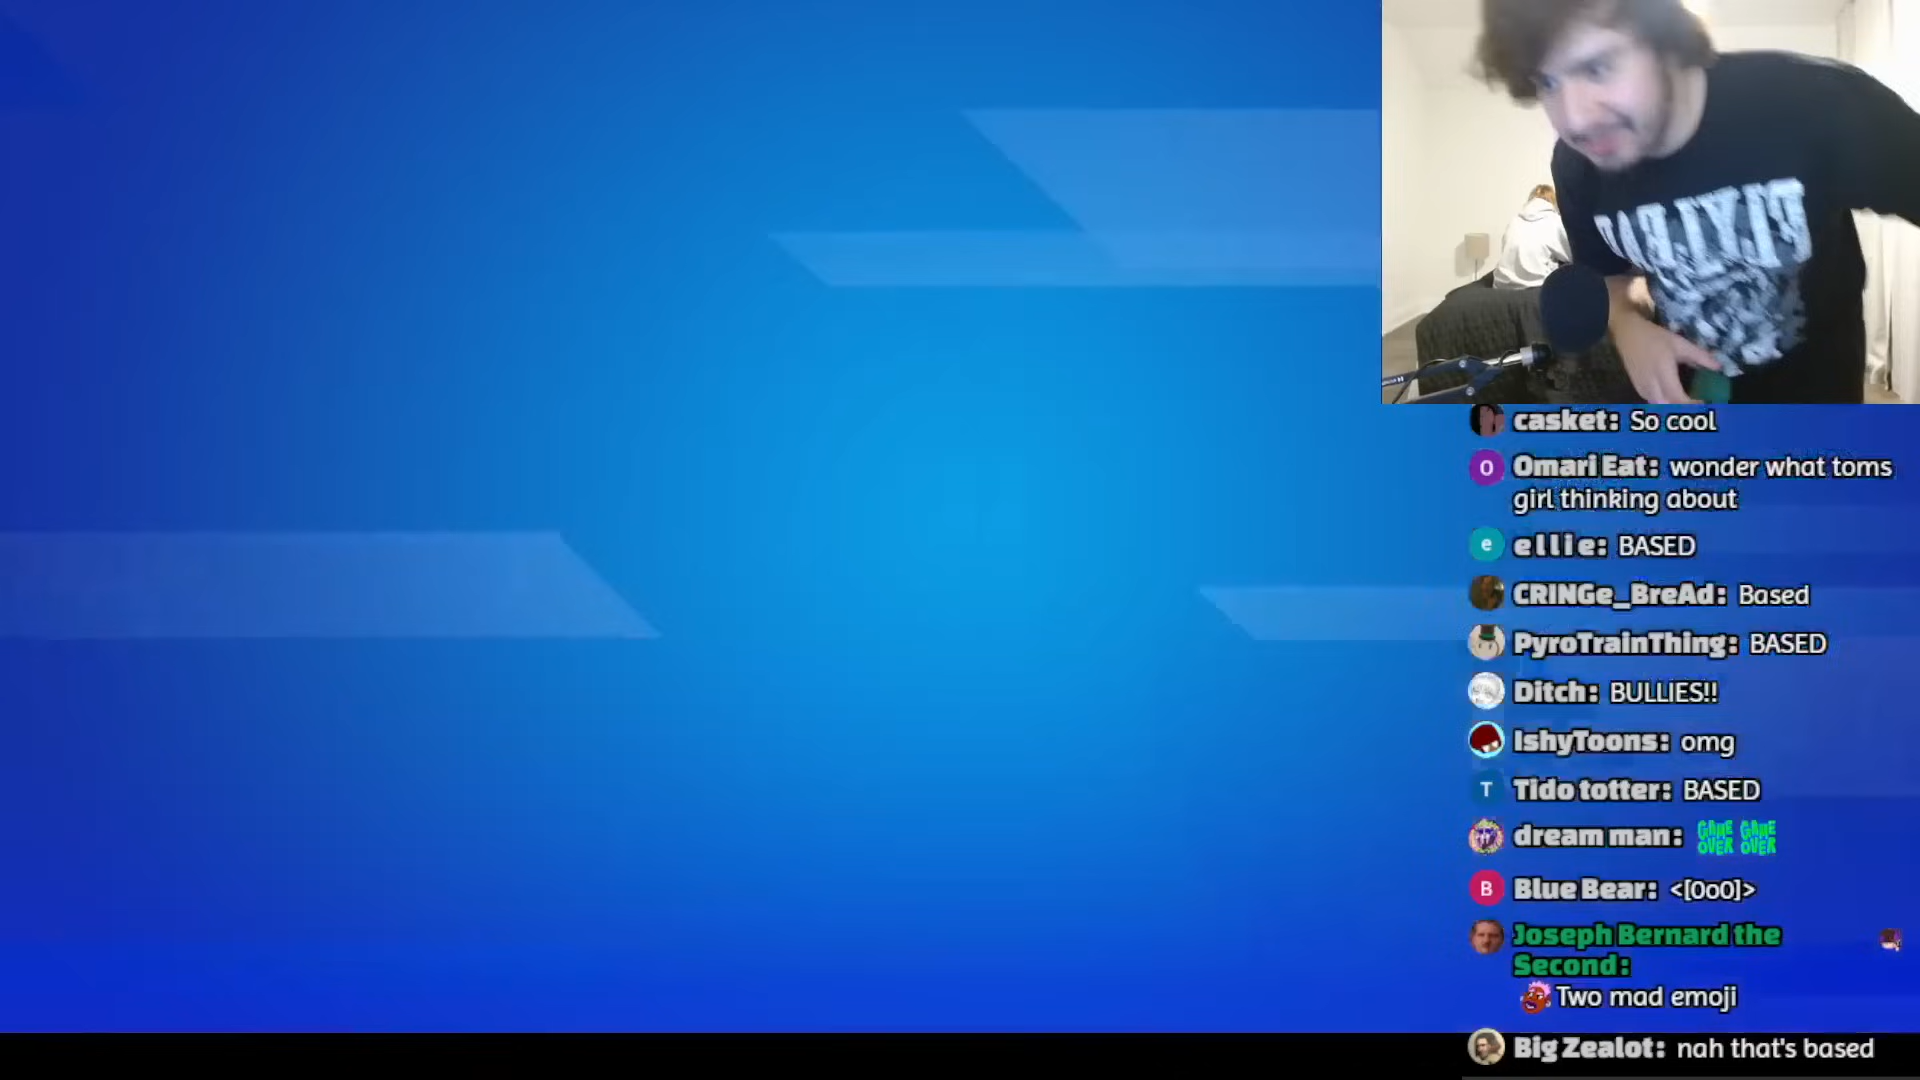 casket: So cool
Omari Eat: wonder what toms
girl thinking about
e l l i e: BASED
CRINGe_BreAd: Based
PyroTrainThing: BASED
Ditch: BULLIES!!
IshyToons: omg
T Tido totter: BASED
dream man: GAME OVER GAME OVER
B Blue Bear: <[0o0]>
Joseph Bernard the
Second:
Two mad emoji
Big Zealot: nah that's based